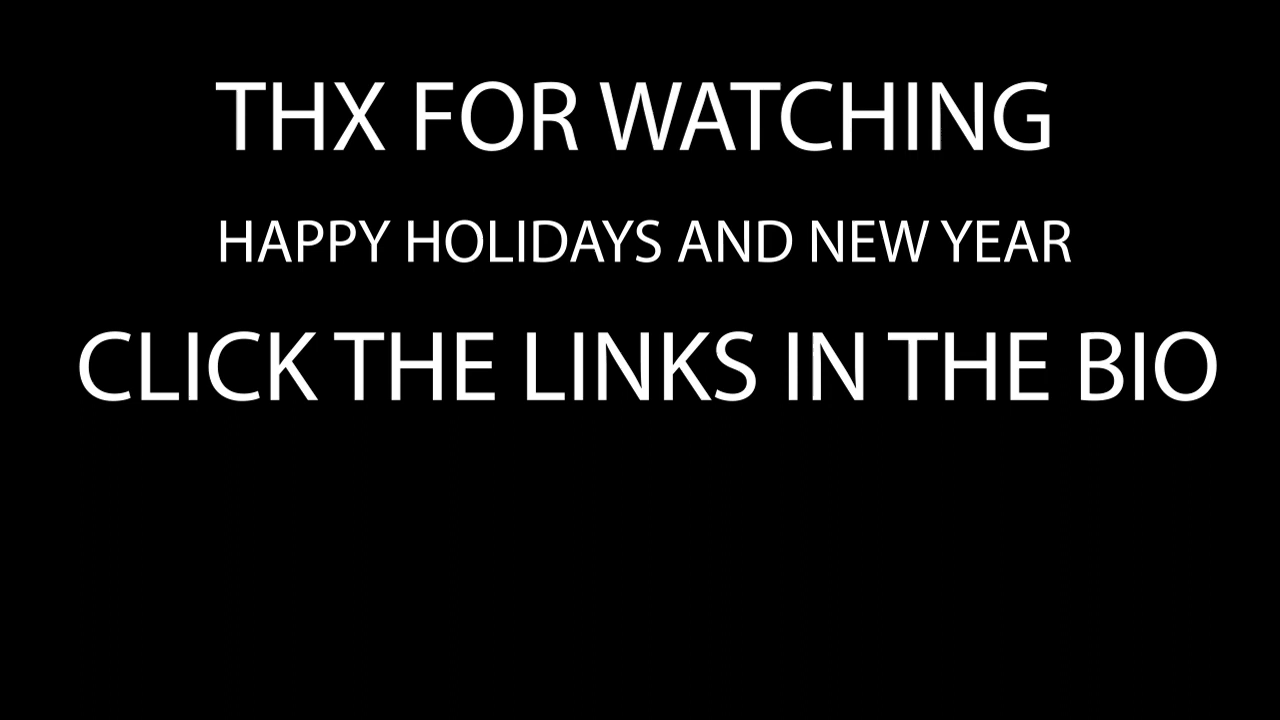 THX FOR WATCHING
HAPPY HOLIDAYS AND NEW YEAR
CLICK THE LINKS IN THE BIO